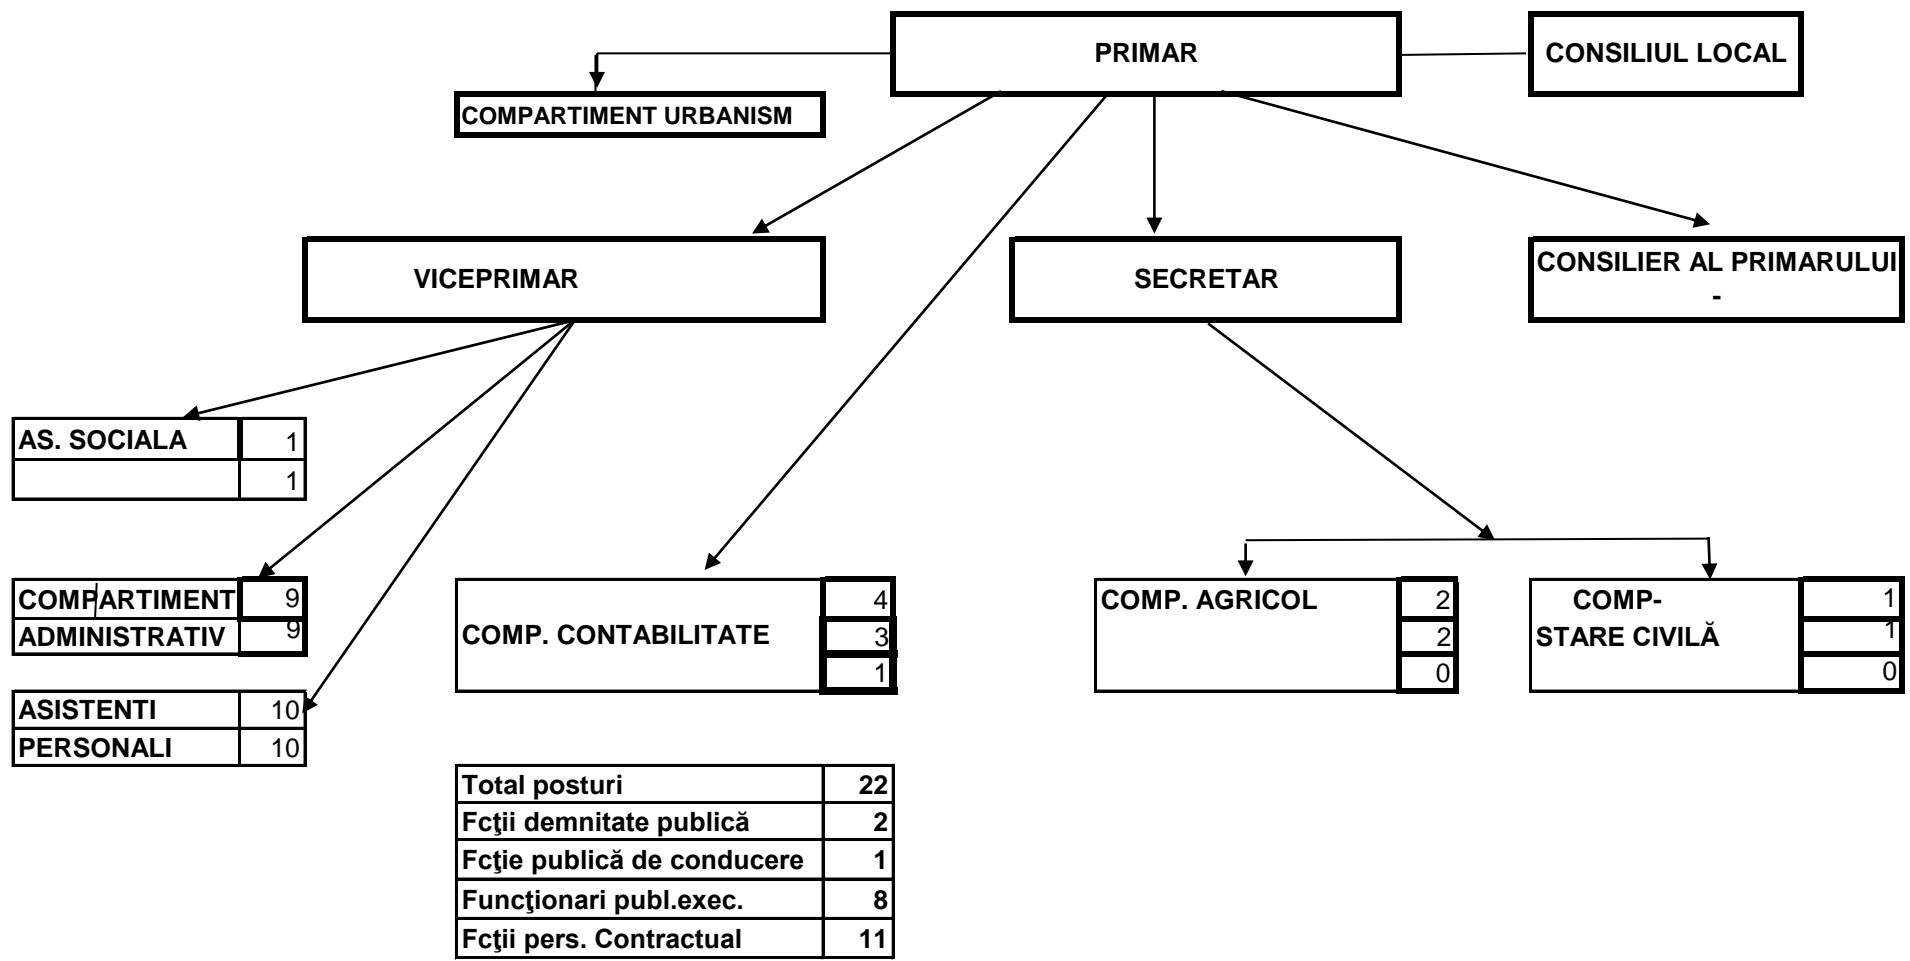 PRIMAR
CONSILIUL LOCAL
COMPARTIMENT URBANISM
VICEPRIMAR
SECRETAR
CONSILIER AL PRIMARULUI
-
AS. SOCIALA 1
1
COMPARTIMENT 9
ADMINISTRATIV 9
ASISTENTI 10
PERSONALI 10
4
COMP. CONTABILITATE 3
1
COMP. AGRICOL 2
2
0
COMP- 1
STARE CIVILĂ 1
0
Total posturi 22
Fcţii demnitate publică 2
Fcţie publică de conducere 1
Funcţionari publ.exec. 8
Fcţii pers. Contractual 11